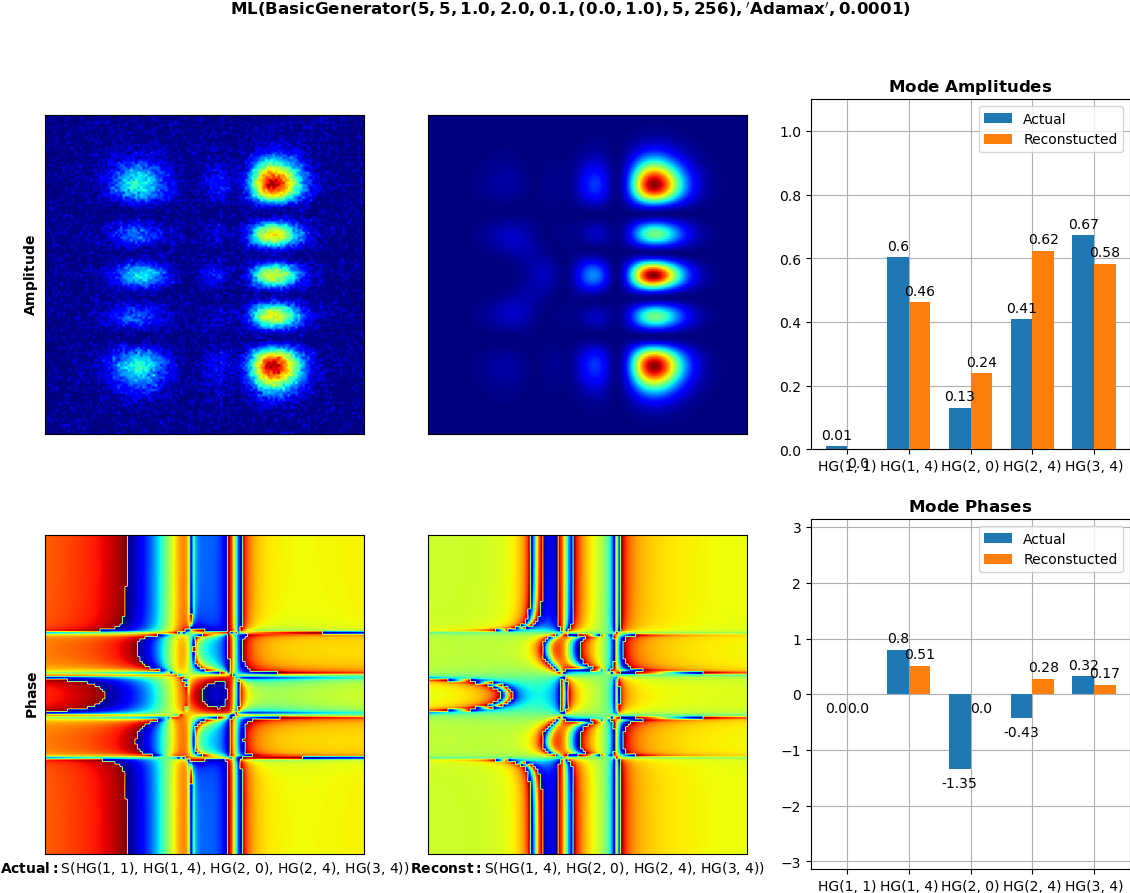 ML(BasicGenerator(5, 5, 1.0, 2.0, 0.1, (0.0, 1.0), 5, 256), 'Adamax', 0.0001)
Mode Amplitudes
Actual
Reconstucted
1.0
0.8
0.6
0.4
0.2
0.0
0.01
0.0
0.6
0.46
0.13
0.24
0.41
0.62
0.67
0.58
HG(1, 1) HG(1, 4) HG(2, 0) HG(2, 4) HG(3, 4)
Amplitude
Mode Phases
Actual
Reconstucted
3
2
1
0
−1
−2
−3
0.0
0.0
0.8
0.51
-1.35
0.0
-0.43
0.28
0.32
0.17
HG(1, 1) HG(1, 4) HG(2, 0) HG(2, 4) HG(3, 4)
Phase
Actual: S(HG(1, 1), HG(1, 4), HG(2, 0), HG(2, 4), HG(3, 4))
Reconst: S(HG(1, 4), HG(2, 0), HG(2, 4), HG(3, 4))